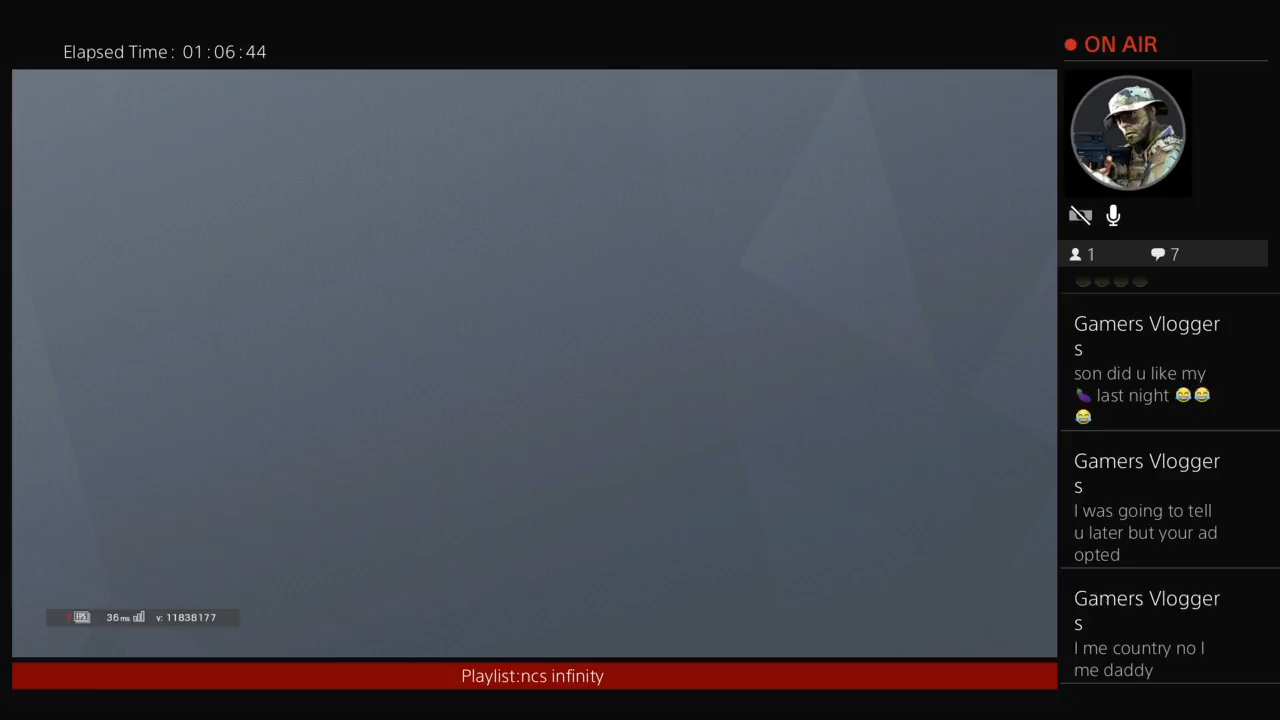 Elapsed Time: 01:06:44
ON AIR
1 7
Gamers Vlogger
s
son did u like my
🍆 last night 😂😂
😂
Gamers Vlogger
s
I was going to tell
u later but your ad
opted
Gamers Vlogger
s
I me country no I
me daddy
FPS 36ms v: 11838177
Playlist:ncs infinity